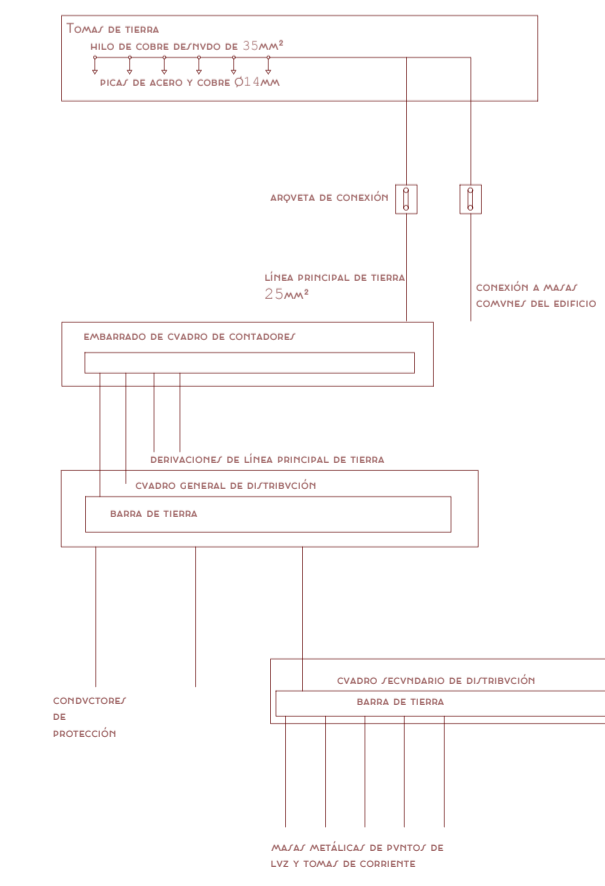 Tomas de tierra
hilo de cobre desnudo de 35mm²
picas de acero y cobre Ø14mm
arqueta de conexión
línea principal de tierra
25mm²
conexión a masas
comunes del edificio
embarrado de cuadro de contadores
derivaciones de línea principal de tierra
cuadro general de distribución
barra de tierra
cuadro secundario de distribución
barra de tierra
conductores
de
protección
masas metálicas de puntos de
luz y tomas de corriente